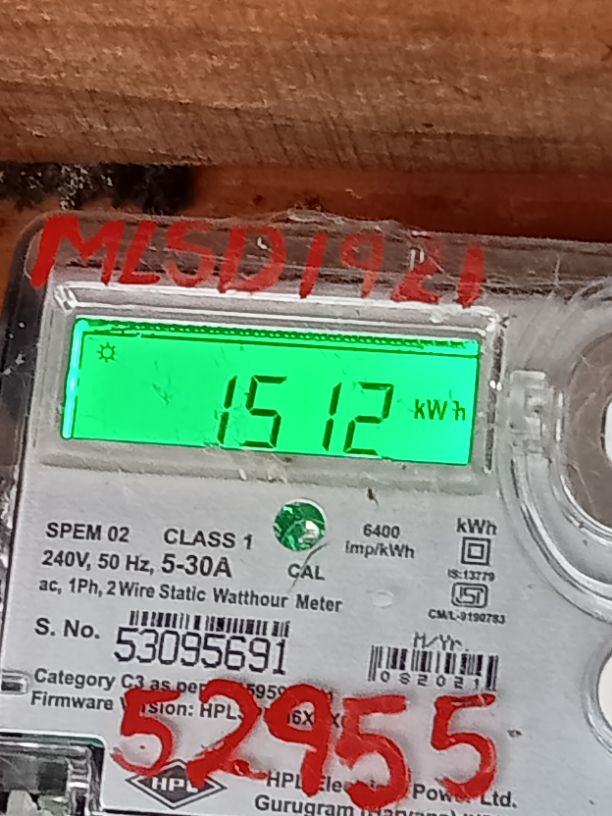 MLSD1921
1512 kWh
SPEM 02 CLASS 1
6400
imp/kWh
kWh
240V, 50 Hz, 5-30A
CAL
IS:13779
ac, 1Ph, 2 Wire Static Watthour Meter
CM/L-9190783
S. No. 53095691
M/Yr.
082021
Category C3 as per
Firmware
52955
HPL
Ltd.
Gurugram